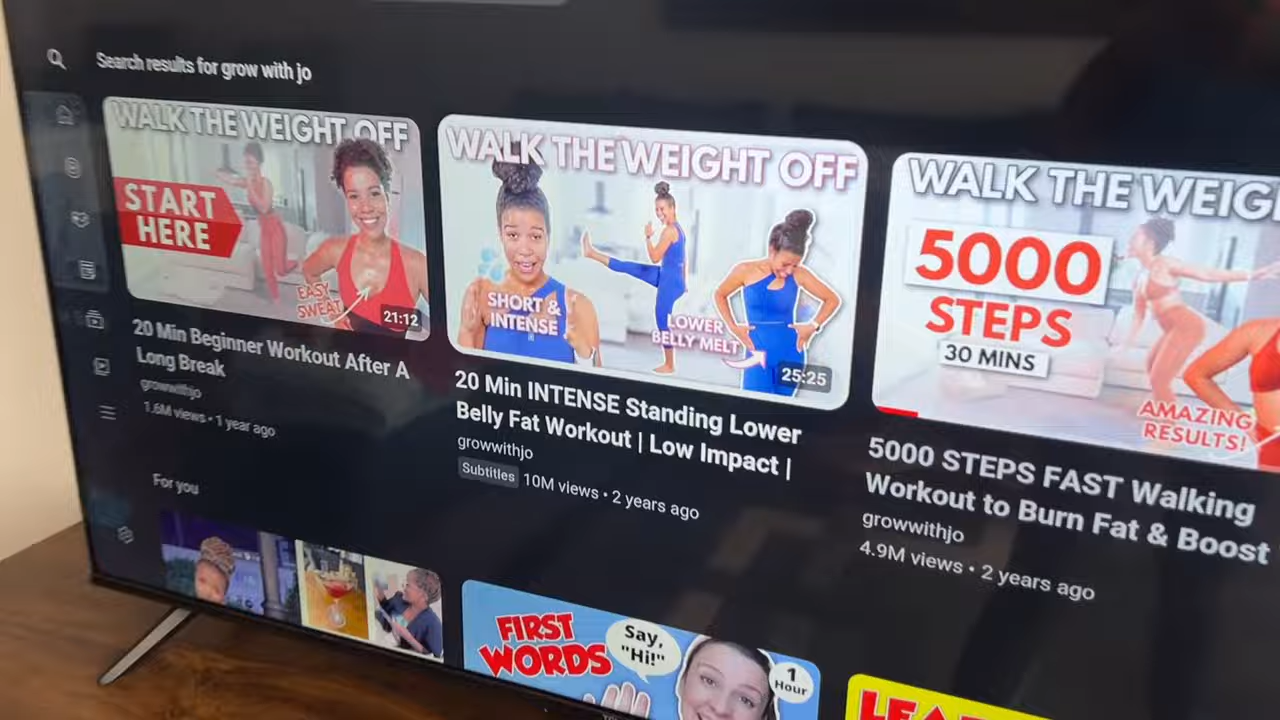 Search results for grow with jo
WALK THE WEIGHT OFF
START
HERE
EASY
SWEAT
21:12
20 Min Beginner Workout After A
Long Break
growwithjo
1.6M views • 1 year ago
WALK THE WEIGHT OFF
SHORT &
INTENSE
LOWER
BELLY MELT
25:25
20 Min INTENSE Standing Lower
Belly Fat Workout | Low Impact |
growwithjo
Subtitles 10M views • 2 years ago
WALK THE WEIG
5000
STEPS
30 MINS
AMAZING
RESULTS!
5000 STEPS FAST Walking
Workout to Burn Fat & Boost
growwithjo
4.9M views • 2 years ago
For you
FIRST
WORDS
Say,
"Hi!"
1
Hour